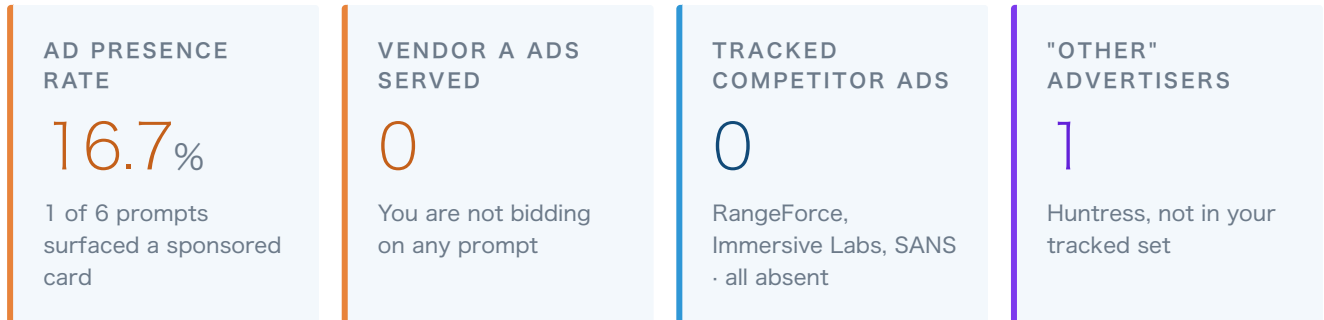 AD PRESENCE
RATE
16.7%
1 of 6 prompts
surfaced a sponsored
card
VENDOR A ADS
SERVED
0
You are not bidding
on any prompt
TRACKED
COMPETITOR ADS
0
RangeForce,
Immersive Labs, SANS
· all absent
"OTHER"
ADVERTISERS
1
Huntress, not in your
tracked set